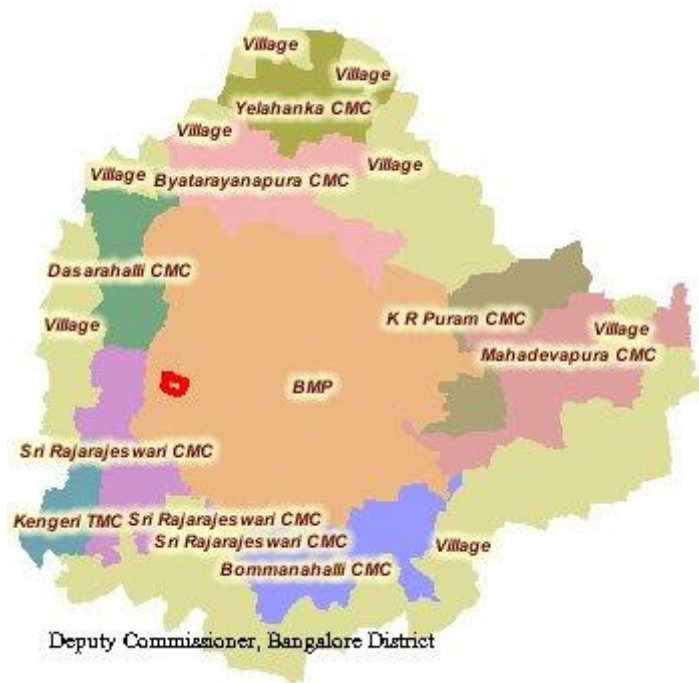 Village
Village
Yelahanka CMC
Village
Village
Village
Byatarayanapura CMC
Dasarahalli CMC
Village
K R Puram CMC
Village
Mahadevapura CMC
BMP
Sri Rajarajeswari CMC
Kengeri TMC
Sri Rajarajeswari CMC
Sri Rajarajeswari CMC
Village
Bommanahalli CMC
Deputy Commissioner, Bangalore District